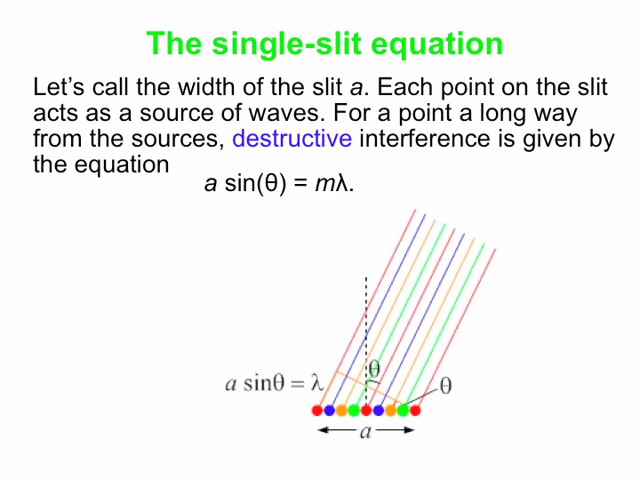 The single-slit equation
Let’s call the width of the slit a. Each point on the slit
acts as a source of waves. For a point a long way
from the sources, destructive interference is given by
the equation
a sin(θ) = mλ.
θ
a sinθ = λ
θ
a